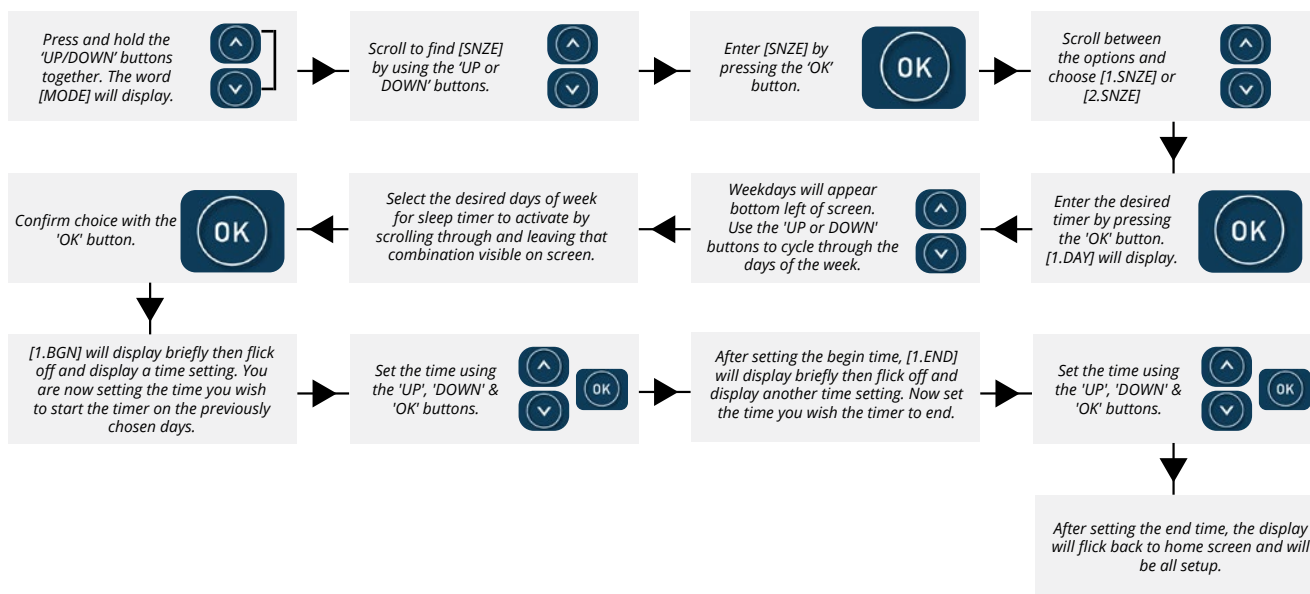 Press and hold the
‘UP/DOWN’ buttons
together. The word
[MODE] will display.
Scroll to find [SNZE]
by using the ‘UP or
DOWN’ buttons.
Enter [SNZE] by
pressing the ‘OK’
button.
OK
Scroll between
the options and
choose [1.SNZE] or
[2.SNZE]
Enter the desired
timer by pressing
the 'OK' button.
[1.DAY] will display.
OK
Weekdays will appear
bottom left of screen.
Use the 'UP or DOWN'
buttons to cycle through the
days of the week.
Select the desired days of week
for sleep timer to activate by
scrolling through and leaving that
combination visible on screen.
Confirm choice with the
'OK' button.
OK
[1.BGN] will display briefly then flick
off and display a time setting. You
are now setting the time you wish
to start the timer on the previously
chosen days.
Set the time using
the 'UP', 'DOWN' &
'OK' buttons.
OK
After setting the begin time, [1.END]
will display briefly then flick off and
display another time setting. Now set
the time you wish the timer to end.
Set the time using
the 'UP', 'DOWN' &
'OK' buttons.
OK
After setting the end time, the display
will flick back to home screen and will
be all setup.